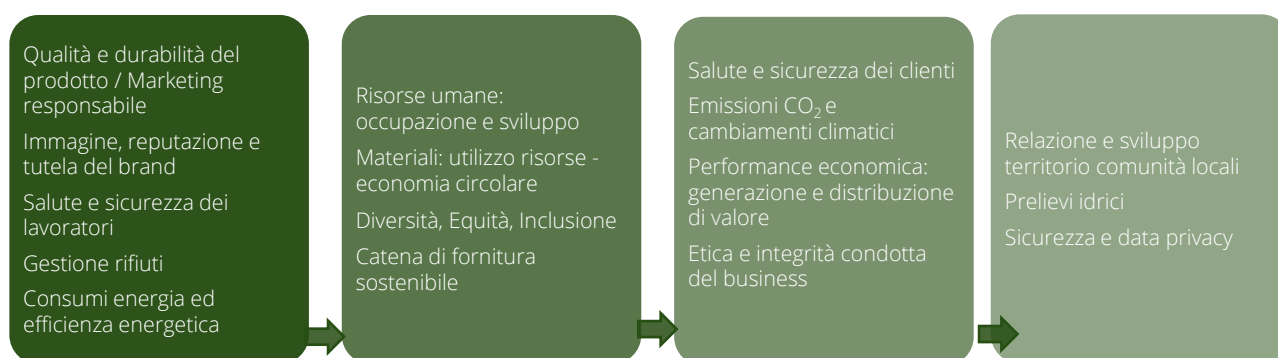 Qualità e durabilità del
prodotto / Marketing
responsabile
Immagine, reputazione e
tutela del brand
Salute e sicurezza dei
lavoratori
Gestione rifiuti
Consumi energia ed
efficienza energetica
Risorse umane:
occupazione e sviluppo
Materiali: utilizzo risorse -
economia circolare
Diversità, Equità, Inclusione
Catena di fornitura
sostenibile
Salute e sicurezza dei clienti
Emissioni CO₂ e
cambiamenti climatici
Performance economica:
generazione e distribuzione
di valore
Etica e integrità condotta
del business
Relazione e sviluppo
territorio comunità locali
Prelievi idrici
Sicurezza e data privacy